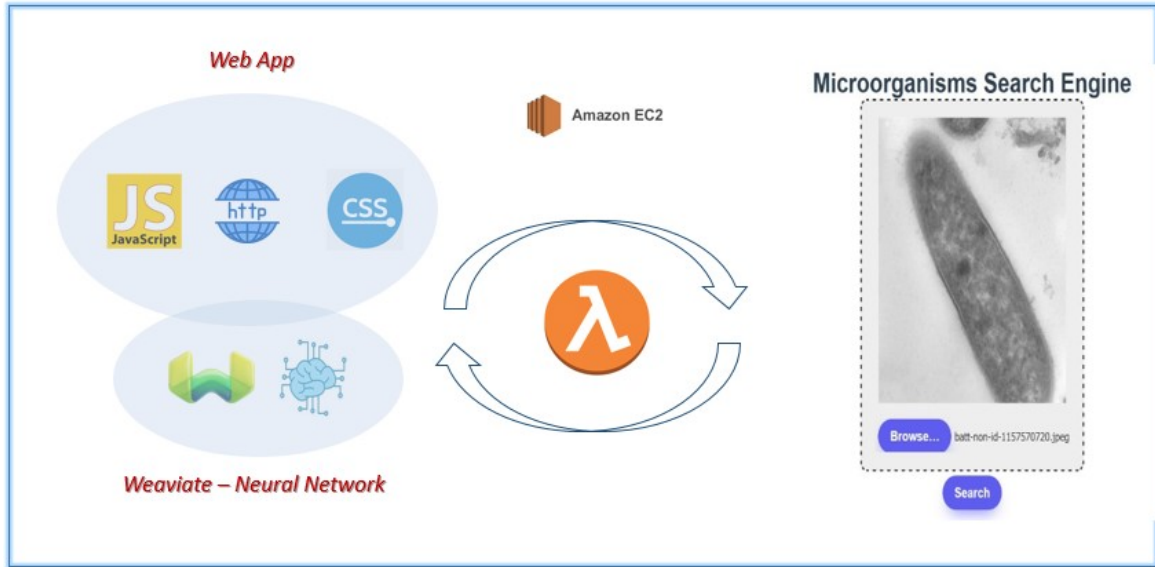 Web App
JS
JavaScript
http
CSS
Weaviate – Neural Network
Amazon EC2
λ
Microorganisms Search Engine
Browse... batt-non-id-1157570720.jpeg
Search